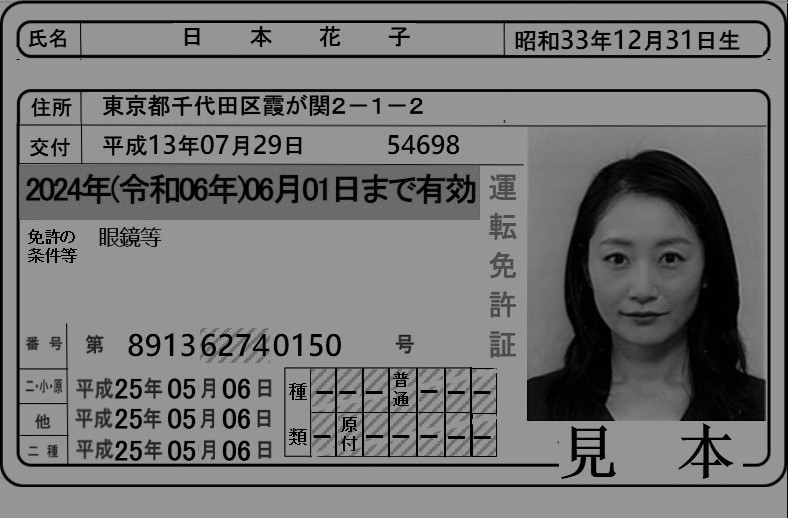 氏名 日本花子 昭和33年12月31日生
住所 東京都千代田区霞が関2-1-2
交付 平成13年07月29日 54698
2024年(令和06年)06月01日まで有効
免許の条件等 眼鏡等
運転免許証
番号 第 891362740150 号
二・小・原 平成25年05月06日
他 平成25年05月06日
二種 平成25年05月06日
種類 — — — 普通 — — —
— 原付 — — — — —
見本